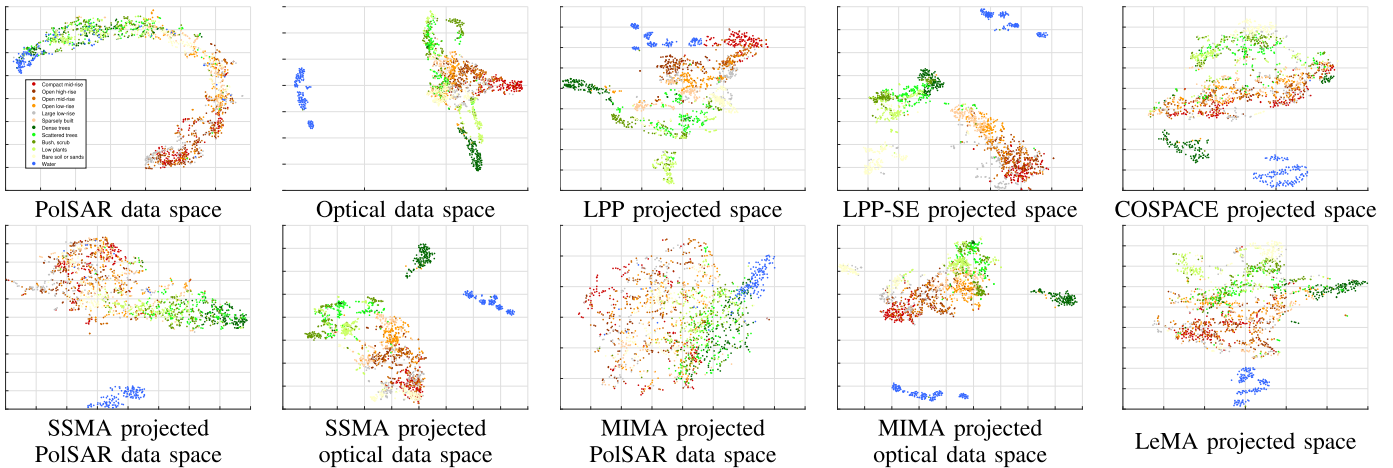 Compact mid-rise
Open high-rise
Open mid-rise
Open low-rise
Large low-rise
Sparsely built
Dense trees
Scattered trees
Bush, scrub
Low plants
Bare soil or sands
Water
PolSAR data space
Optical data space
LPP projected space
LPP-SE projected space
COSPACE projected space
SSMA projected
PolSAR data space
SSMA projected
optical data space
MIMA projected
PolSAR data space
MIMA projected
optical data space
LeMA projected space